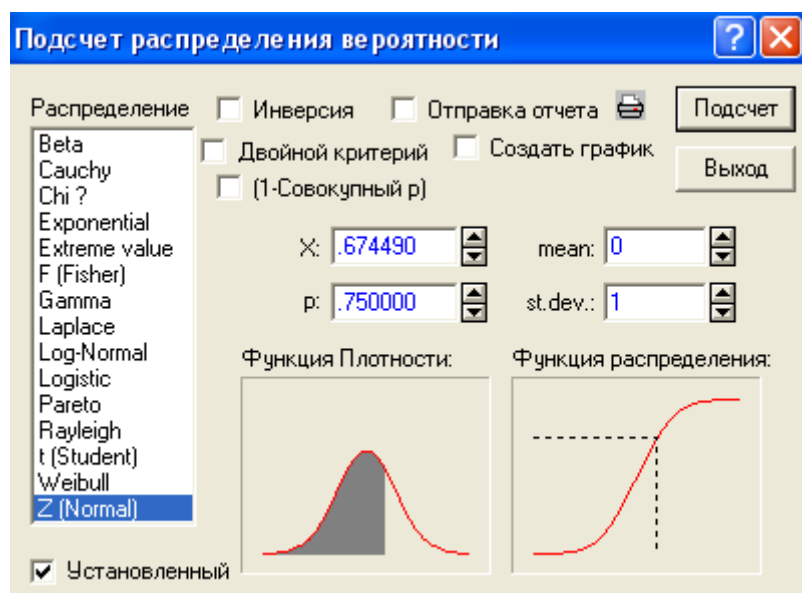 Подсчет распределения вероятности
Распределение
Инверсия
Отправка отчета
Подсчет
Двойной критерий
Создать график
Выход
(1-Совокупный p)
Beta
Cauchy
Chi ?
Exponential
Extreme value
F (Fisher)
Gamma
Laplace
Log-Normal
Logistic
Pareto
Rayleigh
t (Student)
Weibull
Z (Normal)
X: .674490
mean: 0
p: .750000
st.dev.: 1
Функция Плотности:
Функция распределения:
Установленный